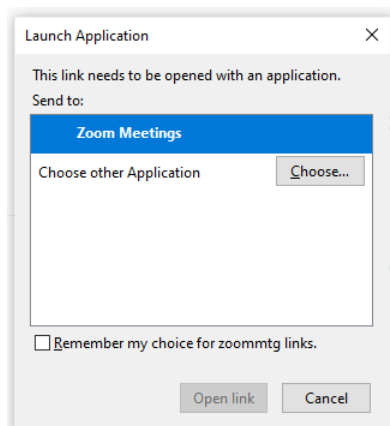 Launch Application
This link needs to be opened with an application.
Send to:
Zoom Meetings
Choose other Application
Choose...
Remember my choice for zoommtg links.
Open link
Cancel